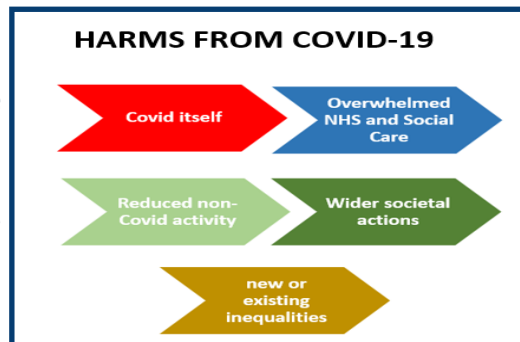 HARMS FROM COVID-19
Covid itself
Overwhelmed
NHS and Social
Care
Reduced non-
Covid activity
Wider societal
actions
new or
existing
inequalities